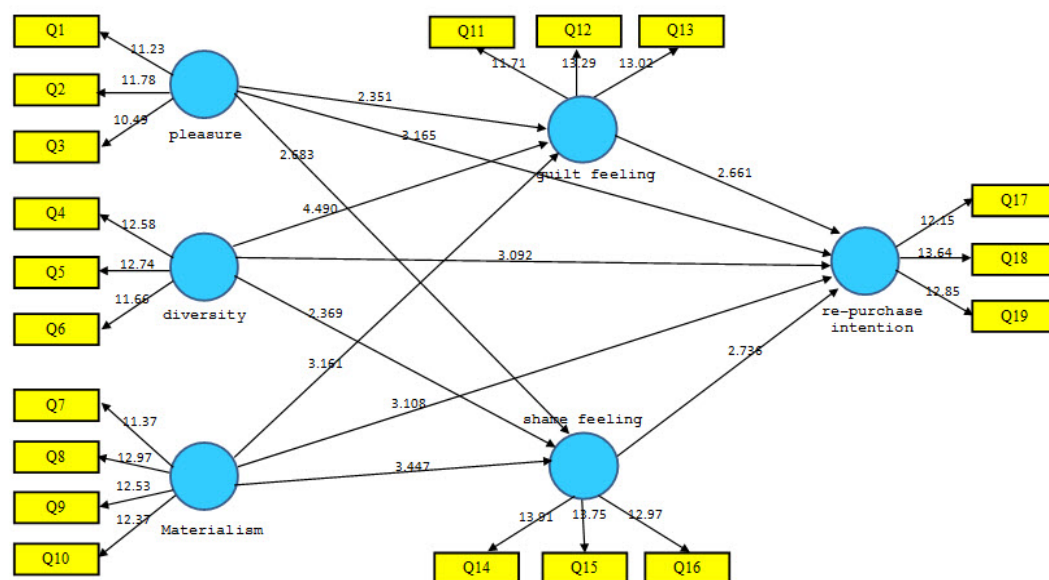 Q1
11.23
Q2
11.78
Q3
10.49
pleasure
Q4
12.58
Q5
12.74
Q6
11.66
diversity
Q7
11.37
Q8
12.97
Q9
12.53
Q10
12.37
Materialism
Q11
11.71
Q12
13.29
Q13
13.02
guilt feeling
2.351
3.165
2.683
4.490
3.092
2.369
3.161
3.108
3.447
2.661
2.736
shame feeling
Q14
13.91
Q15
13.75
Q16
12.97
Q17
12.15
Q18
13.64
Q19
12.85
re-purchase
intention